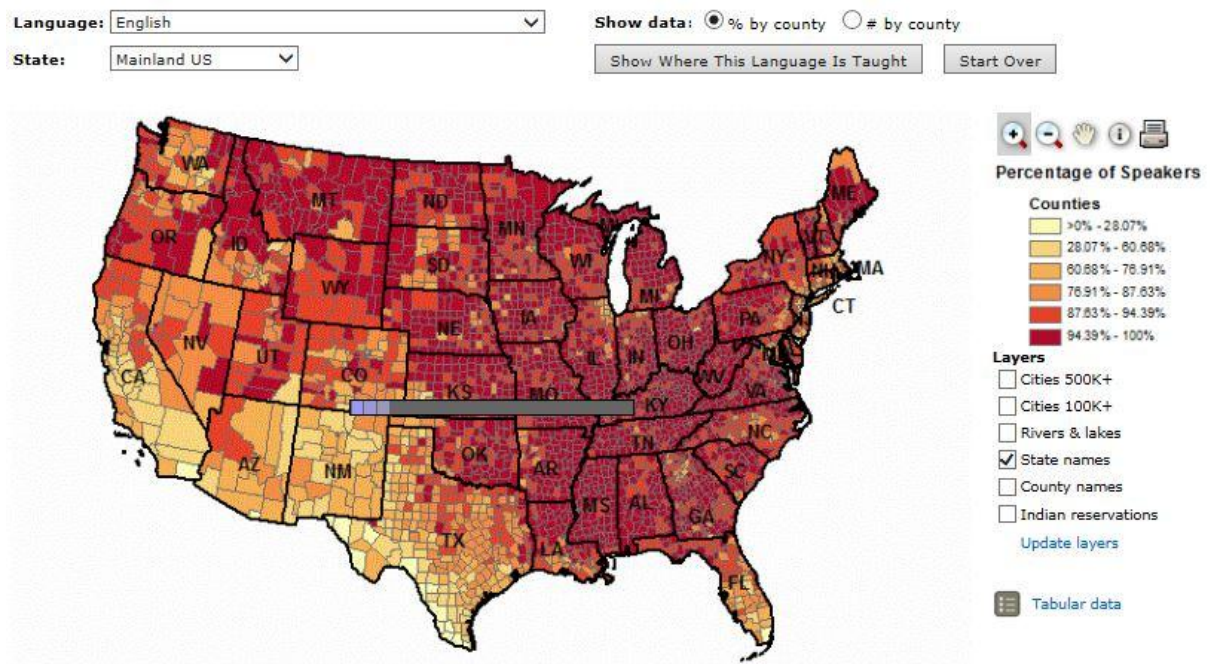 Language: English
Show data: % by county # by county
State: Mainland US
Show Where This Language Is Taught Start Over
Percentage of Speakers
Counties
>0% - 28.07%
28.07% - 60.68%
60.68% - 76.91%
76.91% - 87.63%
87.63% - 94.39%
94.39% - 100%
Layers
Cities 500K+
Cities 100K+
Rivers & lakes
State names
County names
Indian reservations
Update layers
Tabular data
WA
MT
ND
MN
ME
OR
ID
SD
WI
NY
VT
MA
WY
MI
CT
NV
UT
NE
IA
PA
CA
CO
IL
IN
OH
WV
VA
KS
MO
KY
AZ
NM
OK
AR
TN
NC
SC
MS
AL
GA
TX
LA
FL